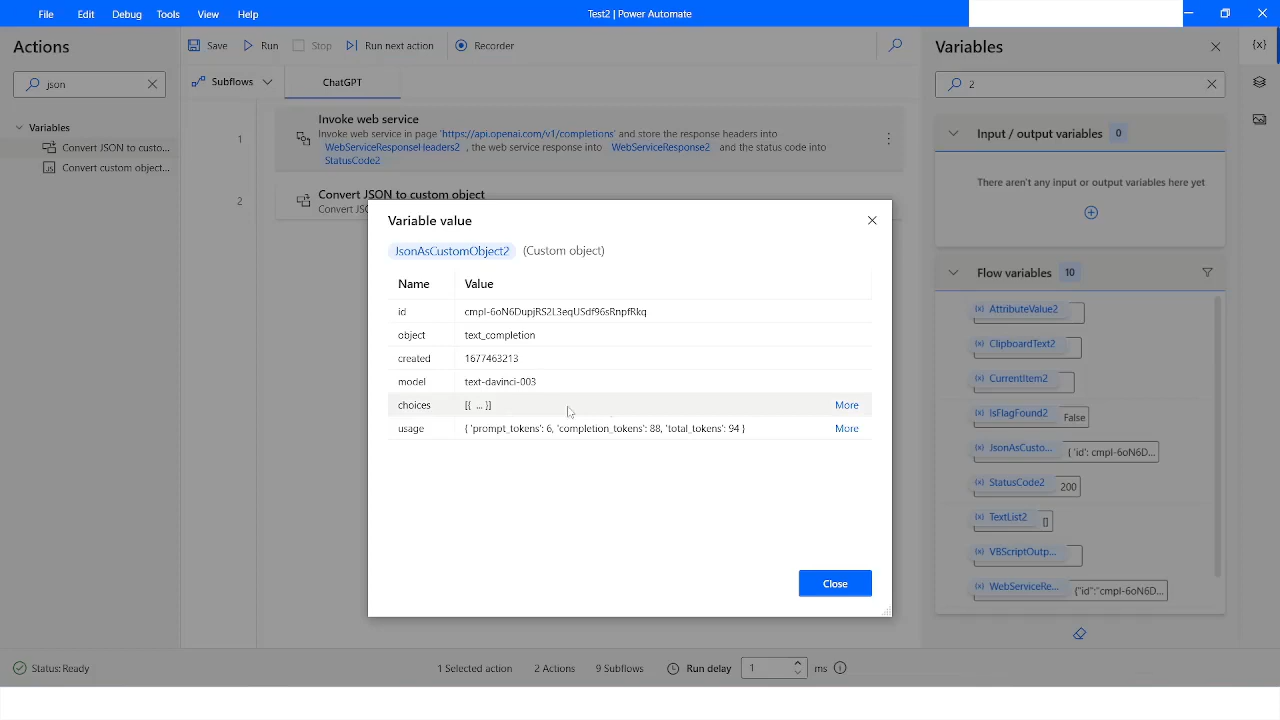 File Edit Debug Tools View Help
Test2 | Power Automate
Actions
json
Variables
Convert JSON to custo...
Convert custom object...
Save Run Stop Run next action Recorder
Subflows ChatGPT
1
Invoke web service
Invoke web service in page 'https://api.openai.com/v1/completions' and store the response headers into
WebServiceResponseHeaders2 , the web service response into WebServiceResponse2 and the status code into
StatusCode2
2
Convert JSON to custom object
Convert JS
Variable value
JsonAsCustomObject2 (Custom object)
Name Value
id cmpl-6oN6DupjRS2L3eqUSdf96sRnpfRkq
object text_completion
created 1677463213
model text-davinci-003
choices [{ ... }] More
usage { 'prompt_tokens': 6, 'completion_tokens': 88, 'total_tokens': 94 } More
Close
Variables
2
Input / output variables 0
There aren't any input or output variables here yet
Flow variables 10
{x} AttributeValue2
{x} ClipboardText2
{x} CurrentItem2
{x} IsFlagFound2 False
{x} JsonAsCusto... { 'id': cmpl-6oN6D...
{x} StatusCode2 200
{x} TextList2 []
{x} VBScriptOutp...
{x} WebServiceRe... {"id":"cmpl-6oN6D...
{x}
Status: Ready
1 Selected action 2 Actions 9 Subflows Run delay 1 ms